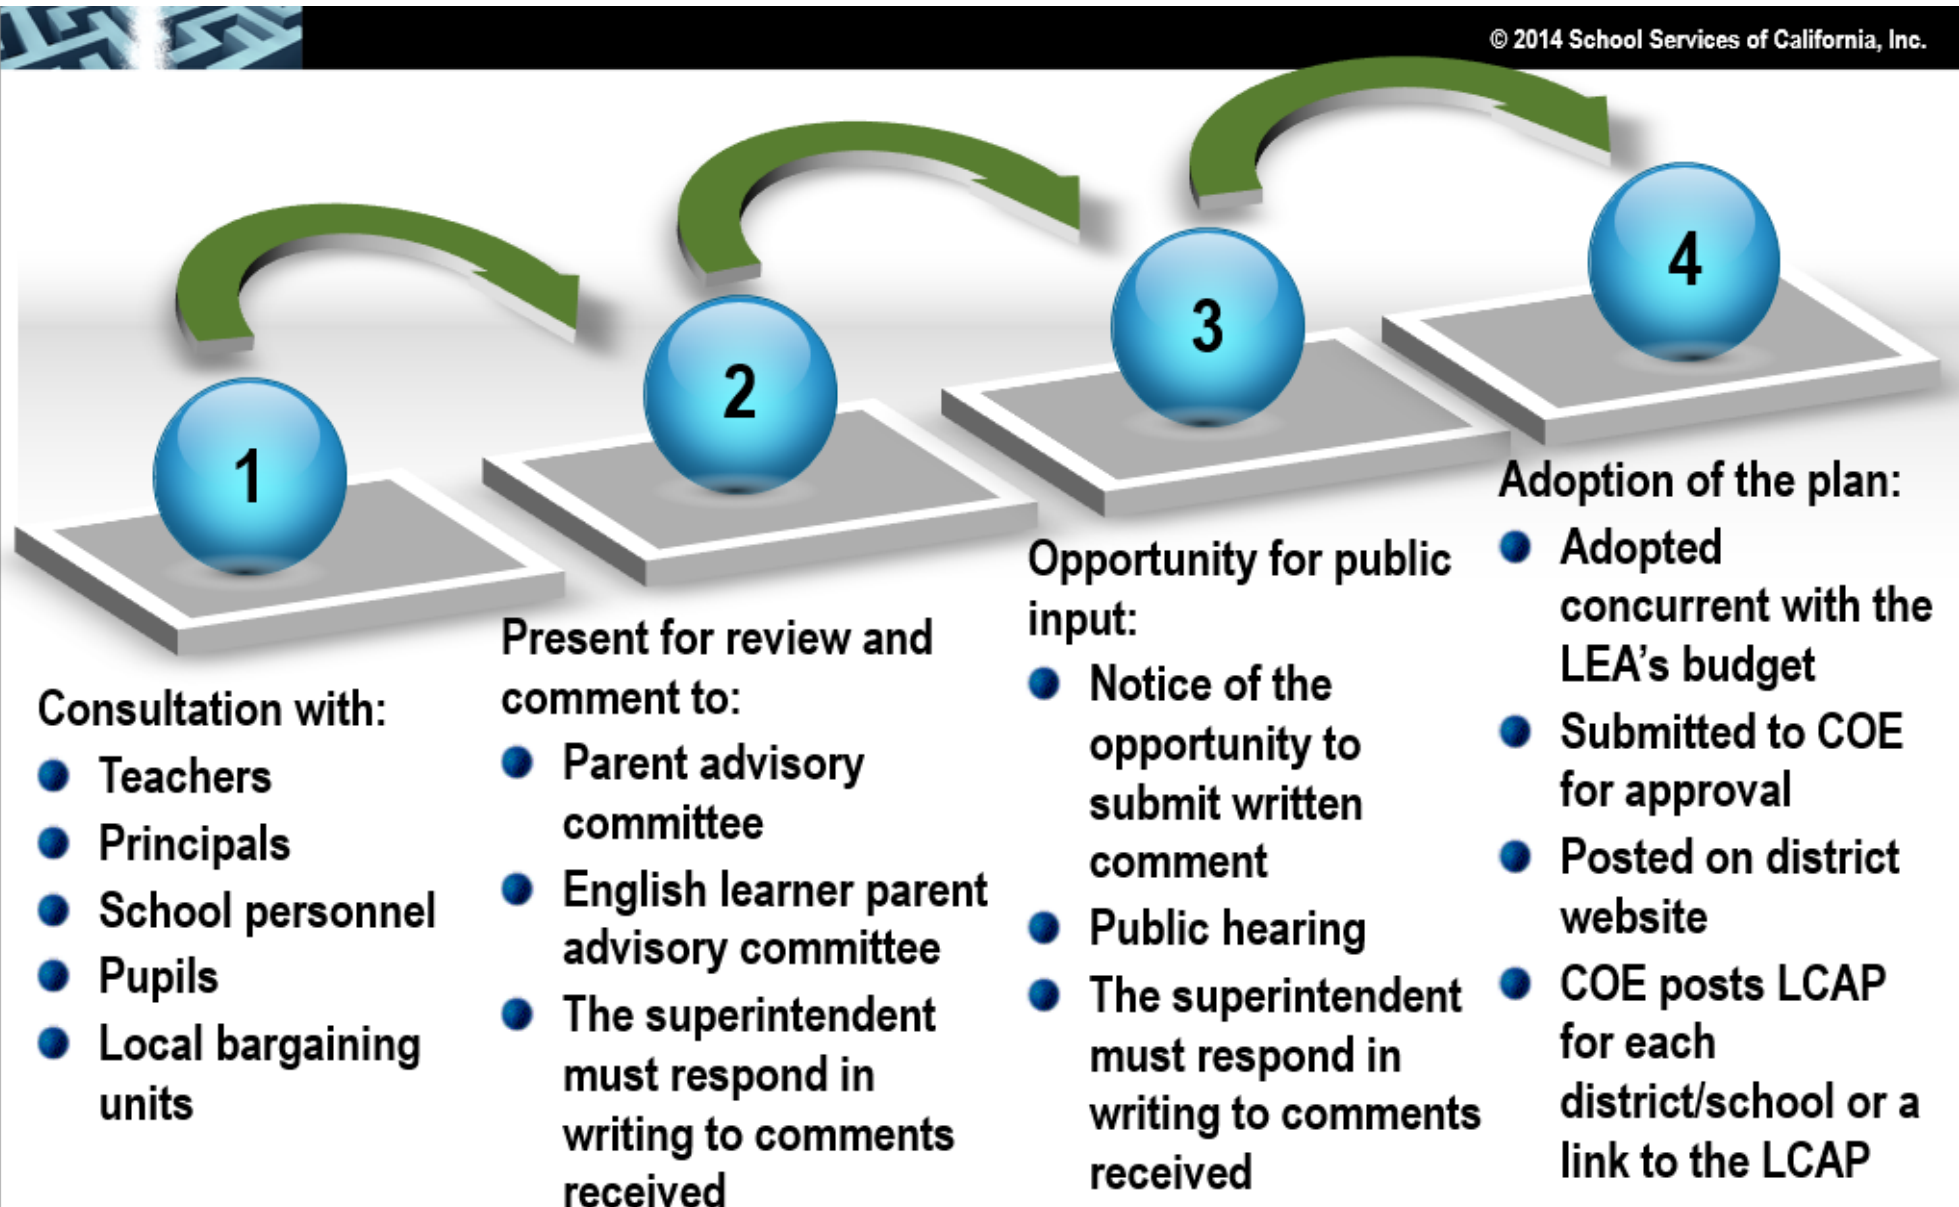 © 2014 School Services of California, Inc.
1
Consultation with:
Teachers
Principals
School personnel
Pupils
Local bargaining
units
2
Present for review and
comment to:
Parent advisory
committee
English learner parent
advisory committee
The superintendent
must respond in
writing to comments
received
3
Opportunity for public
input:
Notice of the
opportunity to
submit written
comment
Public hearing
The superintendent
must respond in
writing to comments
received
4
Adoption of the plan:
Adopted
concurrent with the
LEA’s budget
Submitted to COE
for approval
Posted on district
website
COE posts LCAP
for each
district/school or a
link to the LCAP